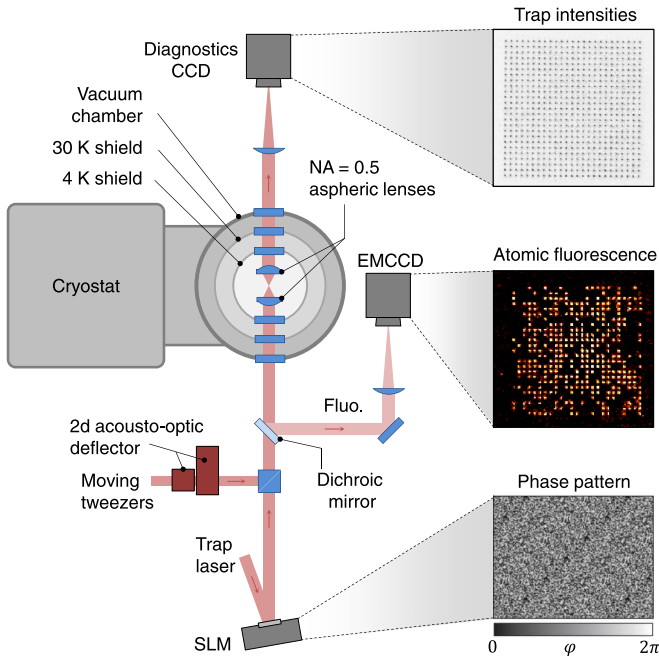 Trap intensities
Diagnostics
CCD
Vacuum
chamber
30 K shield
4 K shield
NA = 0.5
aspheric lenses
Cryostat
EMCCD
Atomic fluorescence
Fluo.
2d acousto-optic
deflector
Moving
tweezers
Dichroic
mirror
Phase pattern
Trap
laser
SLM
0 φ 2π